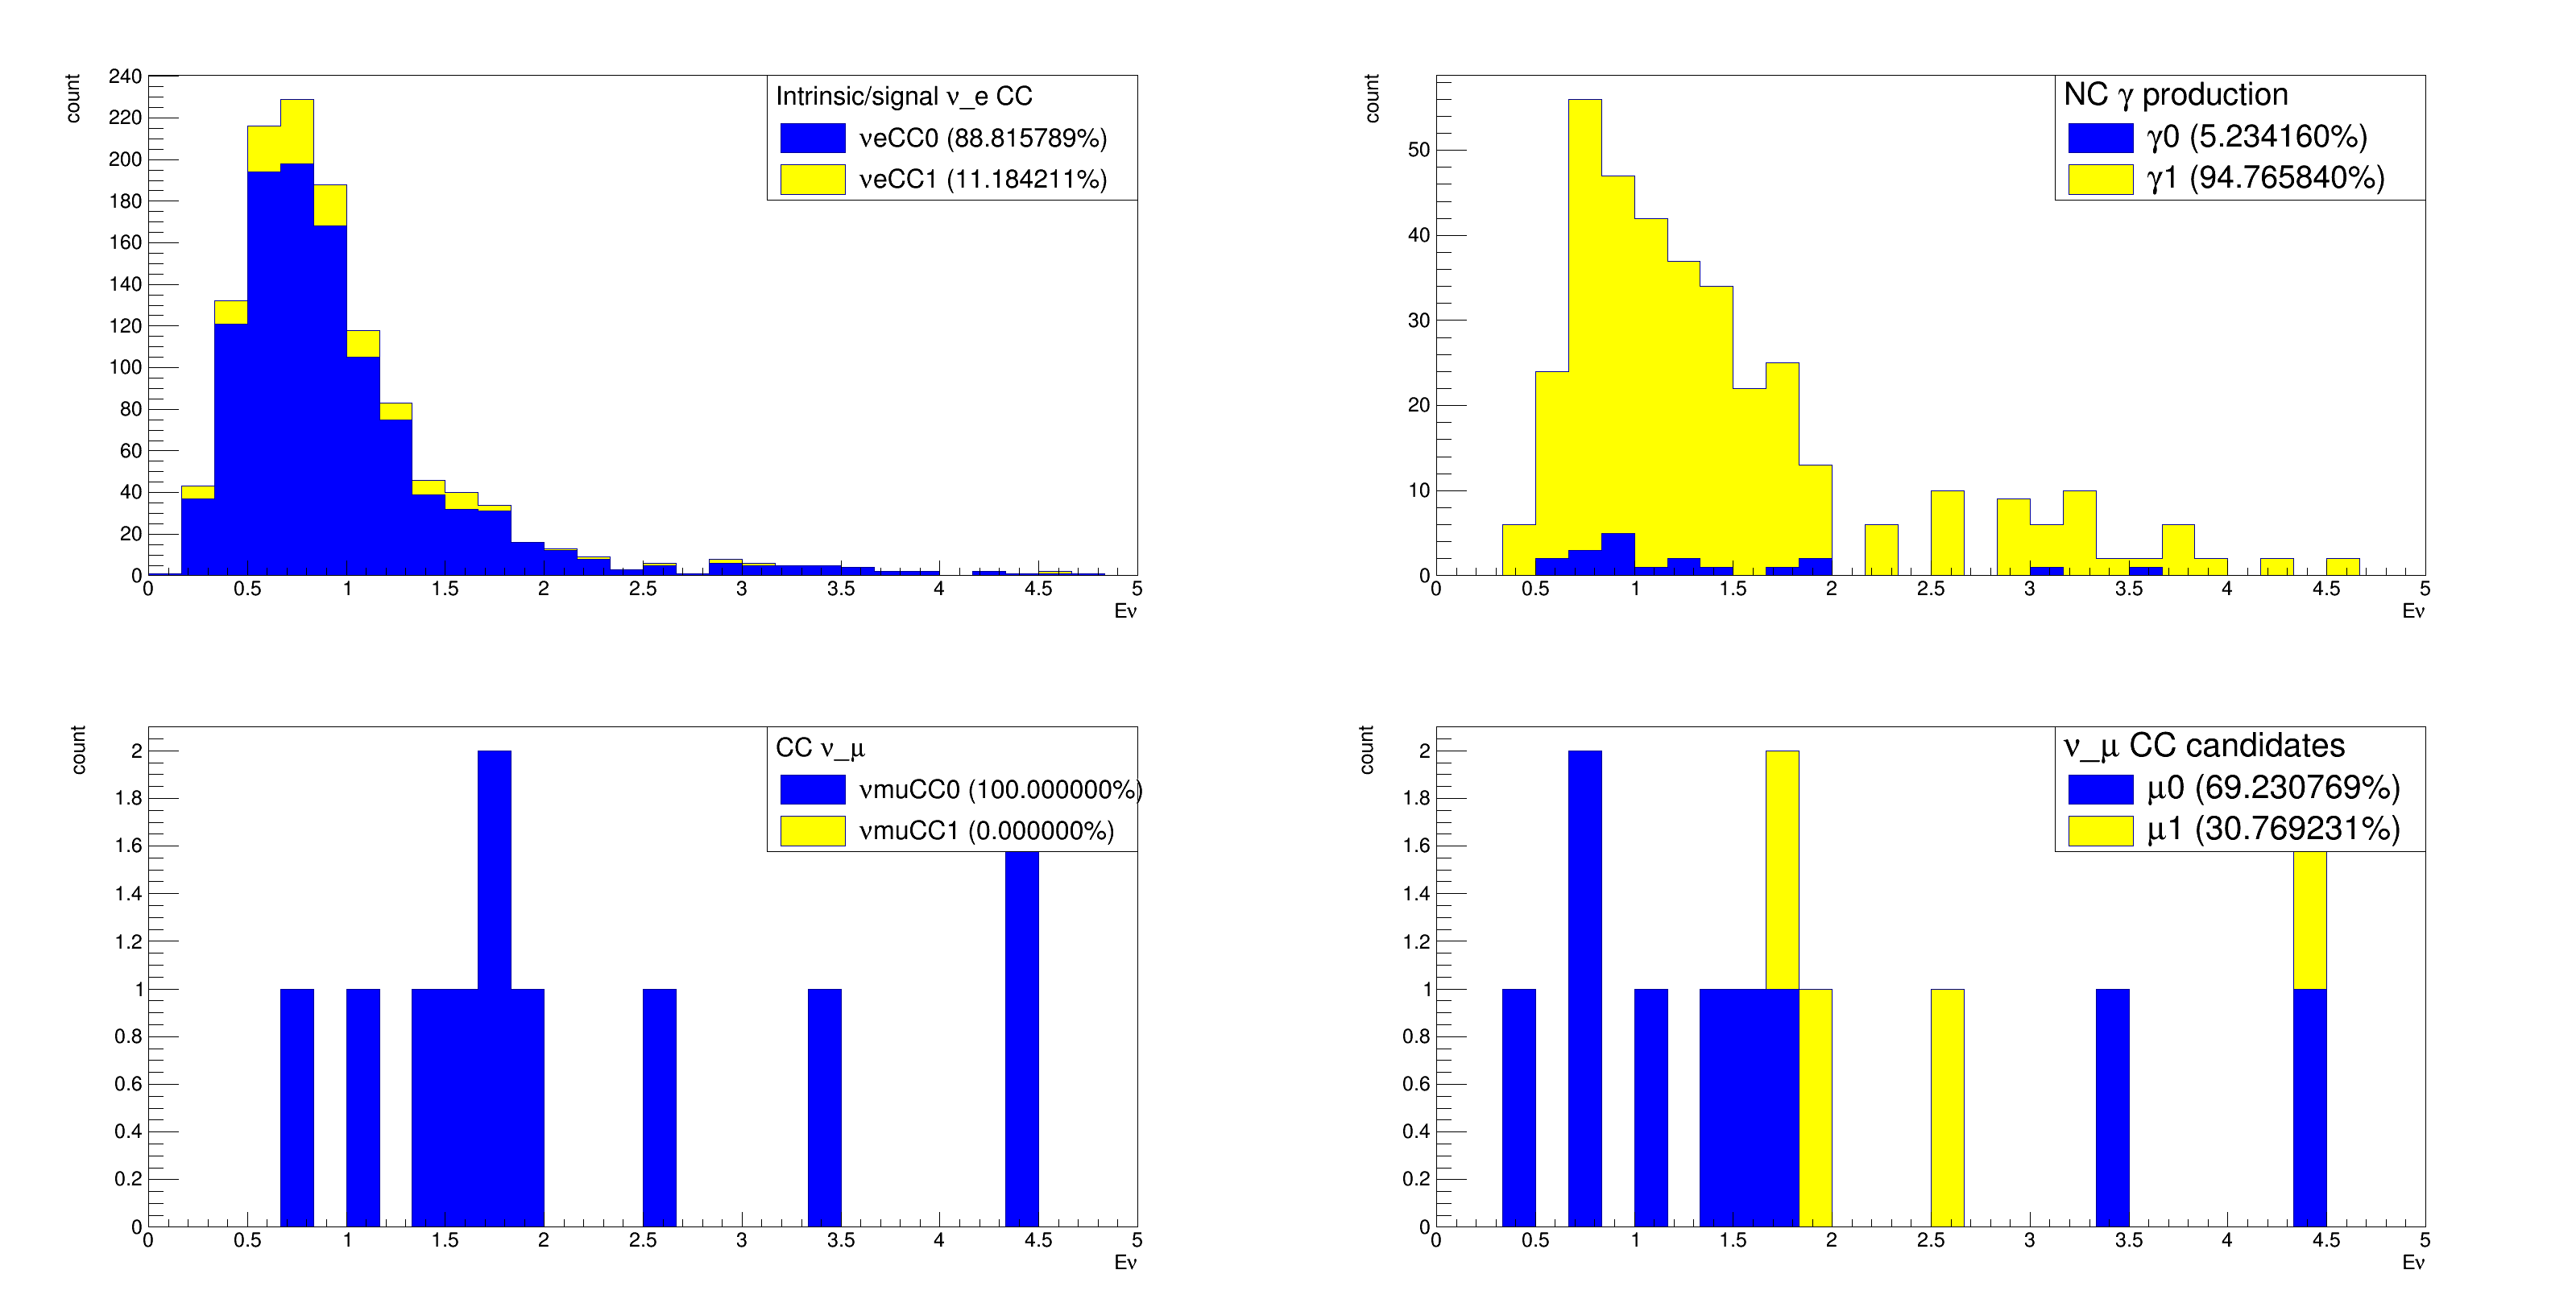 count
240
220
200
180
160
140
120
100
80
60
40
20
0
Intrinsic/signal ν_e CC
νeCC0 (88.815789%)
νeCC1 (11.184211%)
0 0.5 1 1.5 2 2.5 3 3.5 4 4.5 5
Eν
count
50
40
30
20
10
0
NC γ production
γ0 (5.234160%)
γ1 (94.765840%)
0 0.5 1 1.5 2 2.5 3 3.5 4 4.5 5
Eν
count
2
1.8
1.6
1.4
1.2
1
0.8
0.6
0.4
0.2
0
CC ν_μ
νmuCC0 (100.000000%)
νmuCC1 (0.000000%)
0 0.5 1 1.5 2 2.5 3 3.5 4 4.5 5
Eν
count
2
1.8
1.6
1.4
1.2
1
0.8
0.6
0.4
0.2
0
ν_μ CC candidates
μ0 (69.230769%)
μ1 (30.769231%)
0 0.5 1 1.5 2 2.5 3 3.5 4 4.5 5
Eν